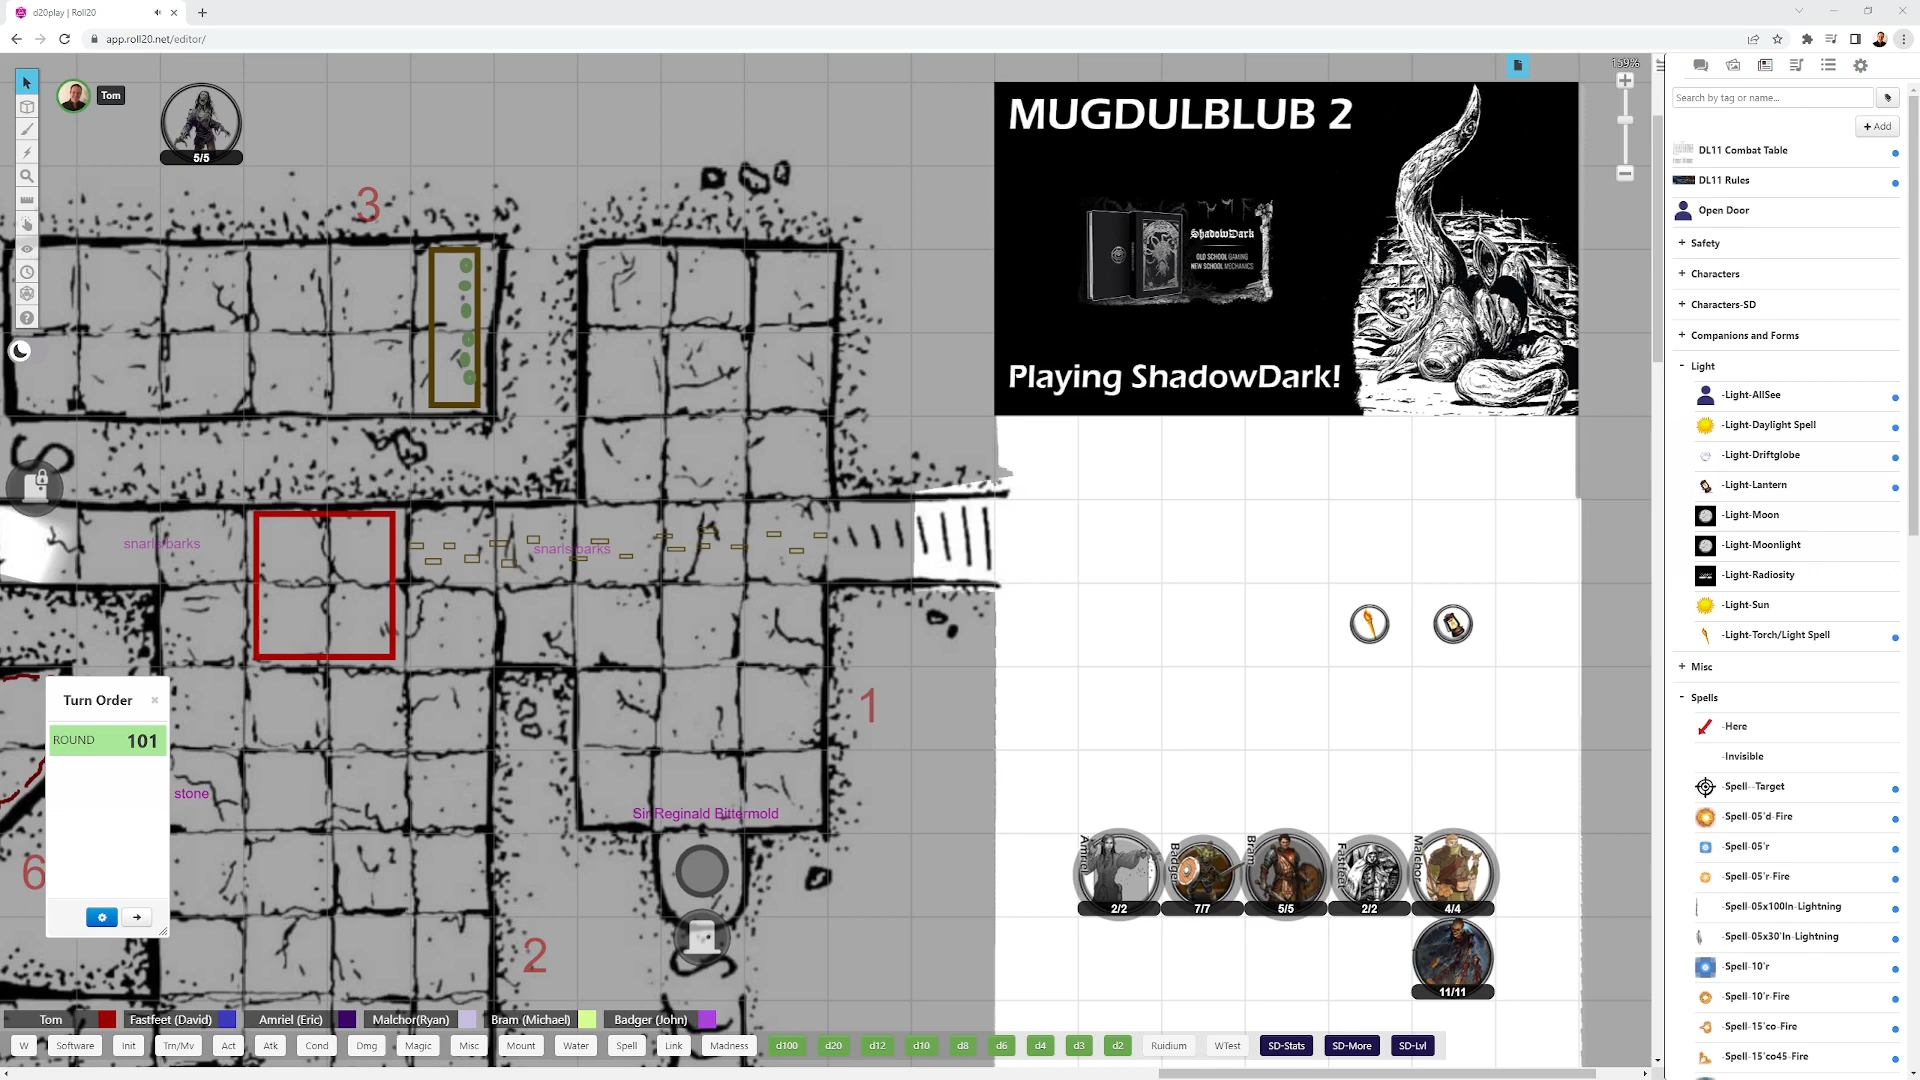 d20play | Roll20
app.roll20.net/editor/
Tom
5/5
159%
MUGDULBLUB 2
SHADOWDARK
OLD SCHOOL GAMING
NEW SCHOOL MECHANICS
Playing ShadowDark!
3
snarls/barks
snarls/barks
1
Turn Order
ROUND 101
stone
Sir Reginald Bittermold
6
2
Amriel
Badger
Bram
Fastfeet
Malchor
2/2
7/7
5/5
2/2
4/4
11/11
Tom
Fastfeet (David)
Amriel (Eric)
Malchor(Ryan)
Bram (Michael)
Badger (John)
W
Software
Init
Trn/Mv
Act
Atk
Cond
Dmg
Magic
Misc
Mount
Water
Spell
Link
Madness
d100
d20
d12
d10
d8
d6
d4
d3
d2
Ruidium
WTest
SD-Stats
SD-More
SD-Lvl
Search by tag or name...
+ Add
DL11 Combat Table
DL11 Rules
Open Door
+ Safety
+ Characters
+ Characters-SD
+ Companions and Forms
- Light
-Light-AllSee
-Light-Daylight Spell
-Light-Driftglobe
-Light-Lantern
-Light-Moon
-Light-Moonlight
-Light-Radiosity
-Light-Sun
-Light-Torch/Light Spell
+ Misc
- Spells
-Here
-Invisible
-Spell--Target
-Spell-05'd-Fire
-Spell-05'r
-Spell-05'r-Fire
-Spell-05x100ln-Lightning
-Spell-05x30'ln-Lightning
-Spell-10'r
-Spell-10'r-Fire
-Spell-15'co-Fire
-Spell-15'co45-Fire